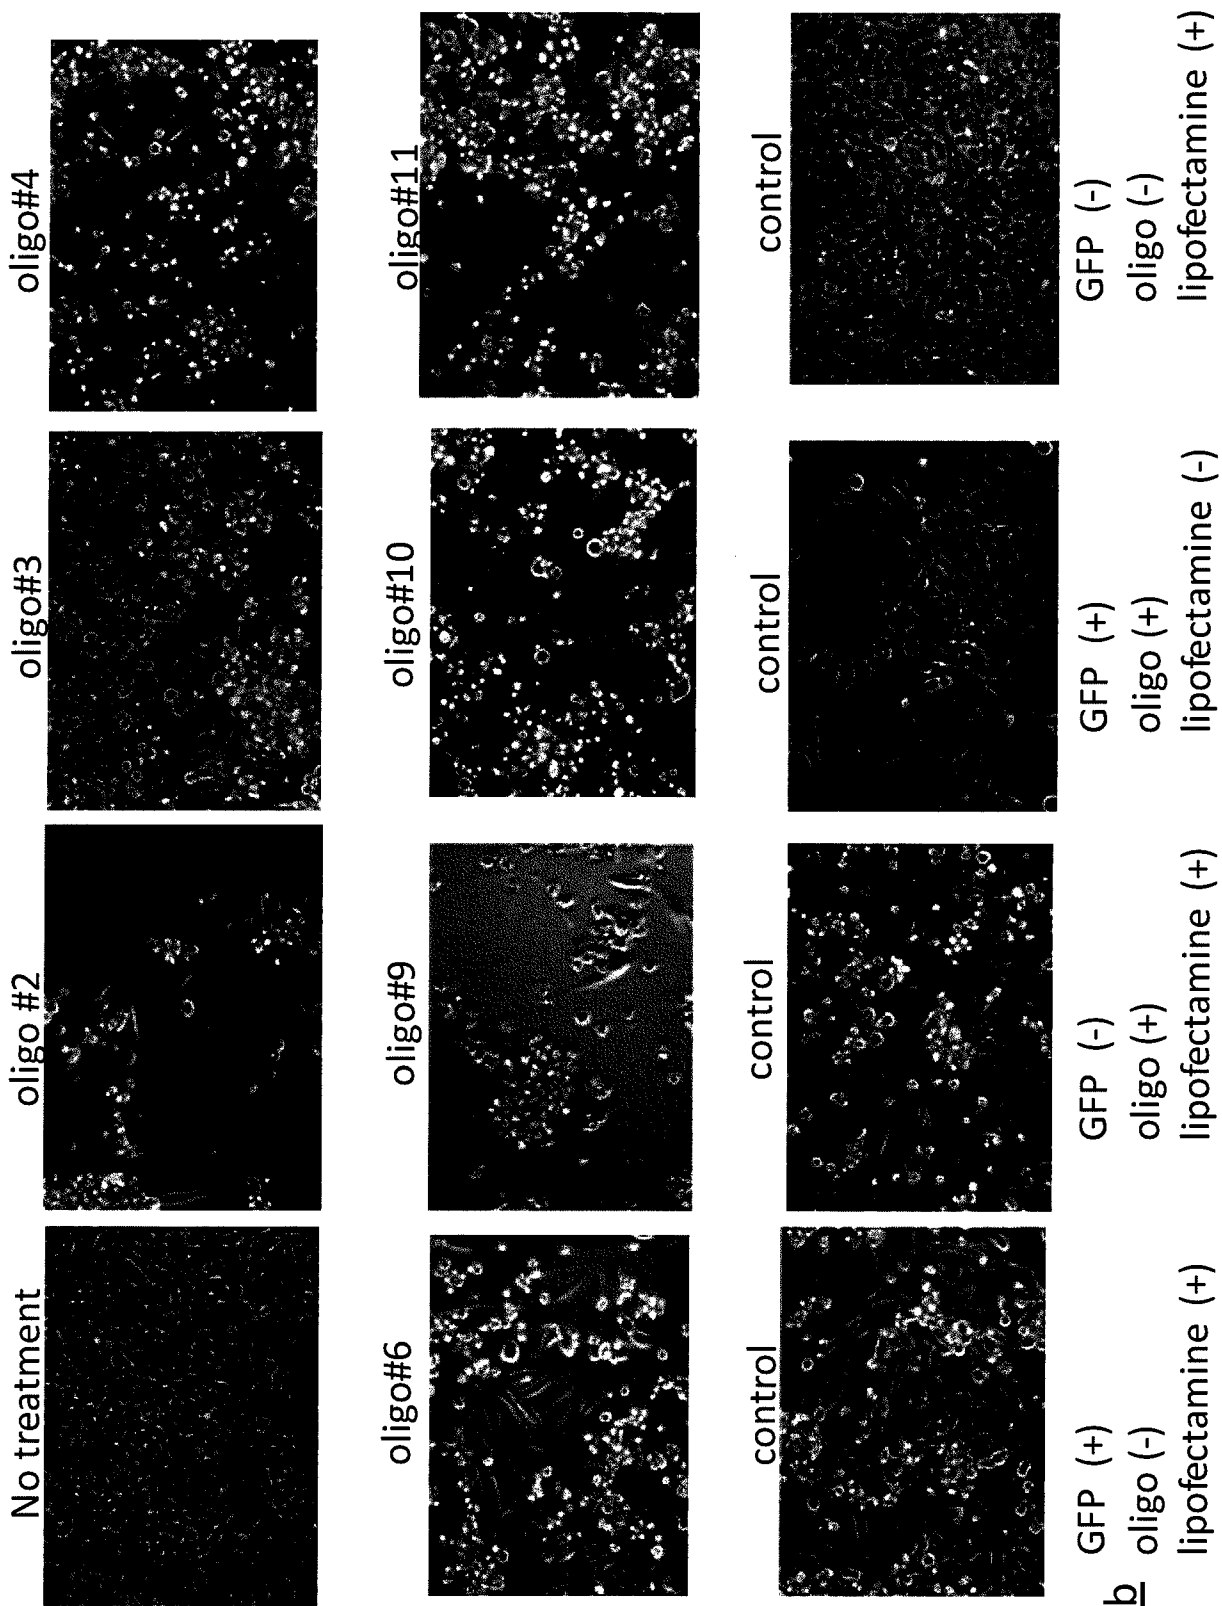 No treatment
oligo #2
oligo#3
oligo#4
oligo#6
oligo#9
oligo#10
oligo#11
control
control
control
control
GFP (+)
oligo (-)
lipofectamine (+)
GFP (-)
oligo (+)
lipofectamine (+)
GFP (+)
oligo (+)
lipofectamine (-)
GFP (-)
oligo (-)
lipofectamine (+)
b